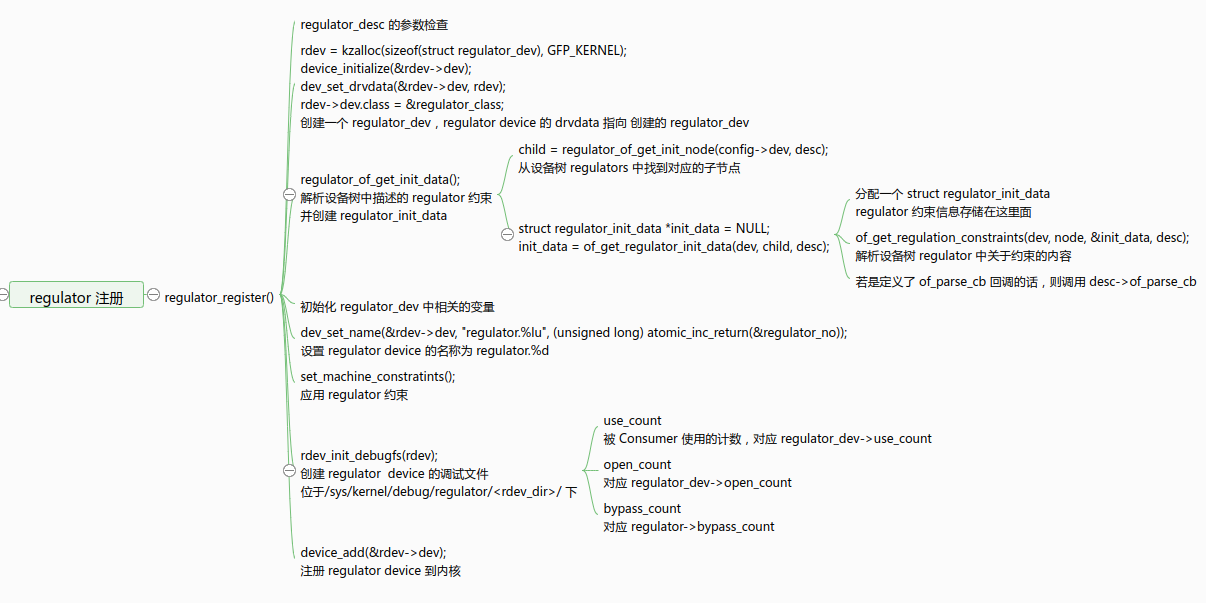 regulator 注册
regulator_register()
regulator_desc 的参数检查
rdev = kzalloc(sizeof(struct regulator_dev), GFP_KERNEL);
device_initialize(&rdev->dev);
dev_set_drvdata(&rdev->dev, rdev);
rdev->dev.class = &regulator_class;
创建一个 regulator_dev，regulator device 的 drvdata 指向 创建的 regulator_dev
regulator_of_get_init_data();
解析设备树中描述的 regulator 约束
并创建 regulator_init_data
child = regulator_of_get_init_node(config->dev, desc);
从设备树 regulators 中找到对应的子节点
struct regulator_init_data *init_data = NULL;
init_data = of_get_regulator_init_data(dev, child, desc);
分配一个 struct regulator_init_data
regulator 约束信息存储在这里面
of_get_regulation_constraints(dev, node, &init_data, desc);
解析设备树 regulator 中关于约束的内容
若是定义了 of_parse_cb 回调的话，则调用 desc->of_parse_cb
初始化 regulator_dev 中相关的变量
dev_set_name(&rdev->dev, "regulator.%lu", (unsigned long) atomic_inc_return(&regulator_no));
设置 regulator device 的名称为 regulator.%d
set_machine_constratints();
应用 regulator 约束
rdev_init_debugfs(rdev);
创建 regulator  device 的调试文件
位于/sys/kernel/debug/regulator/<rdev_dir>/ 下
use_count
被 Consumer 使用的计数，对应 regulator_dev->use_count
open_count
对应 regulator_dev->open_count
bypass_count
对应 regulator->bypass_count
device_add(&rdev->dev);
注册 regulator device 到内核